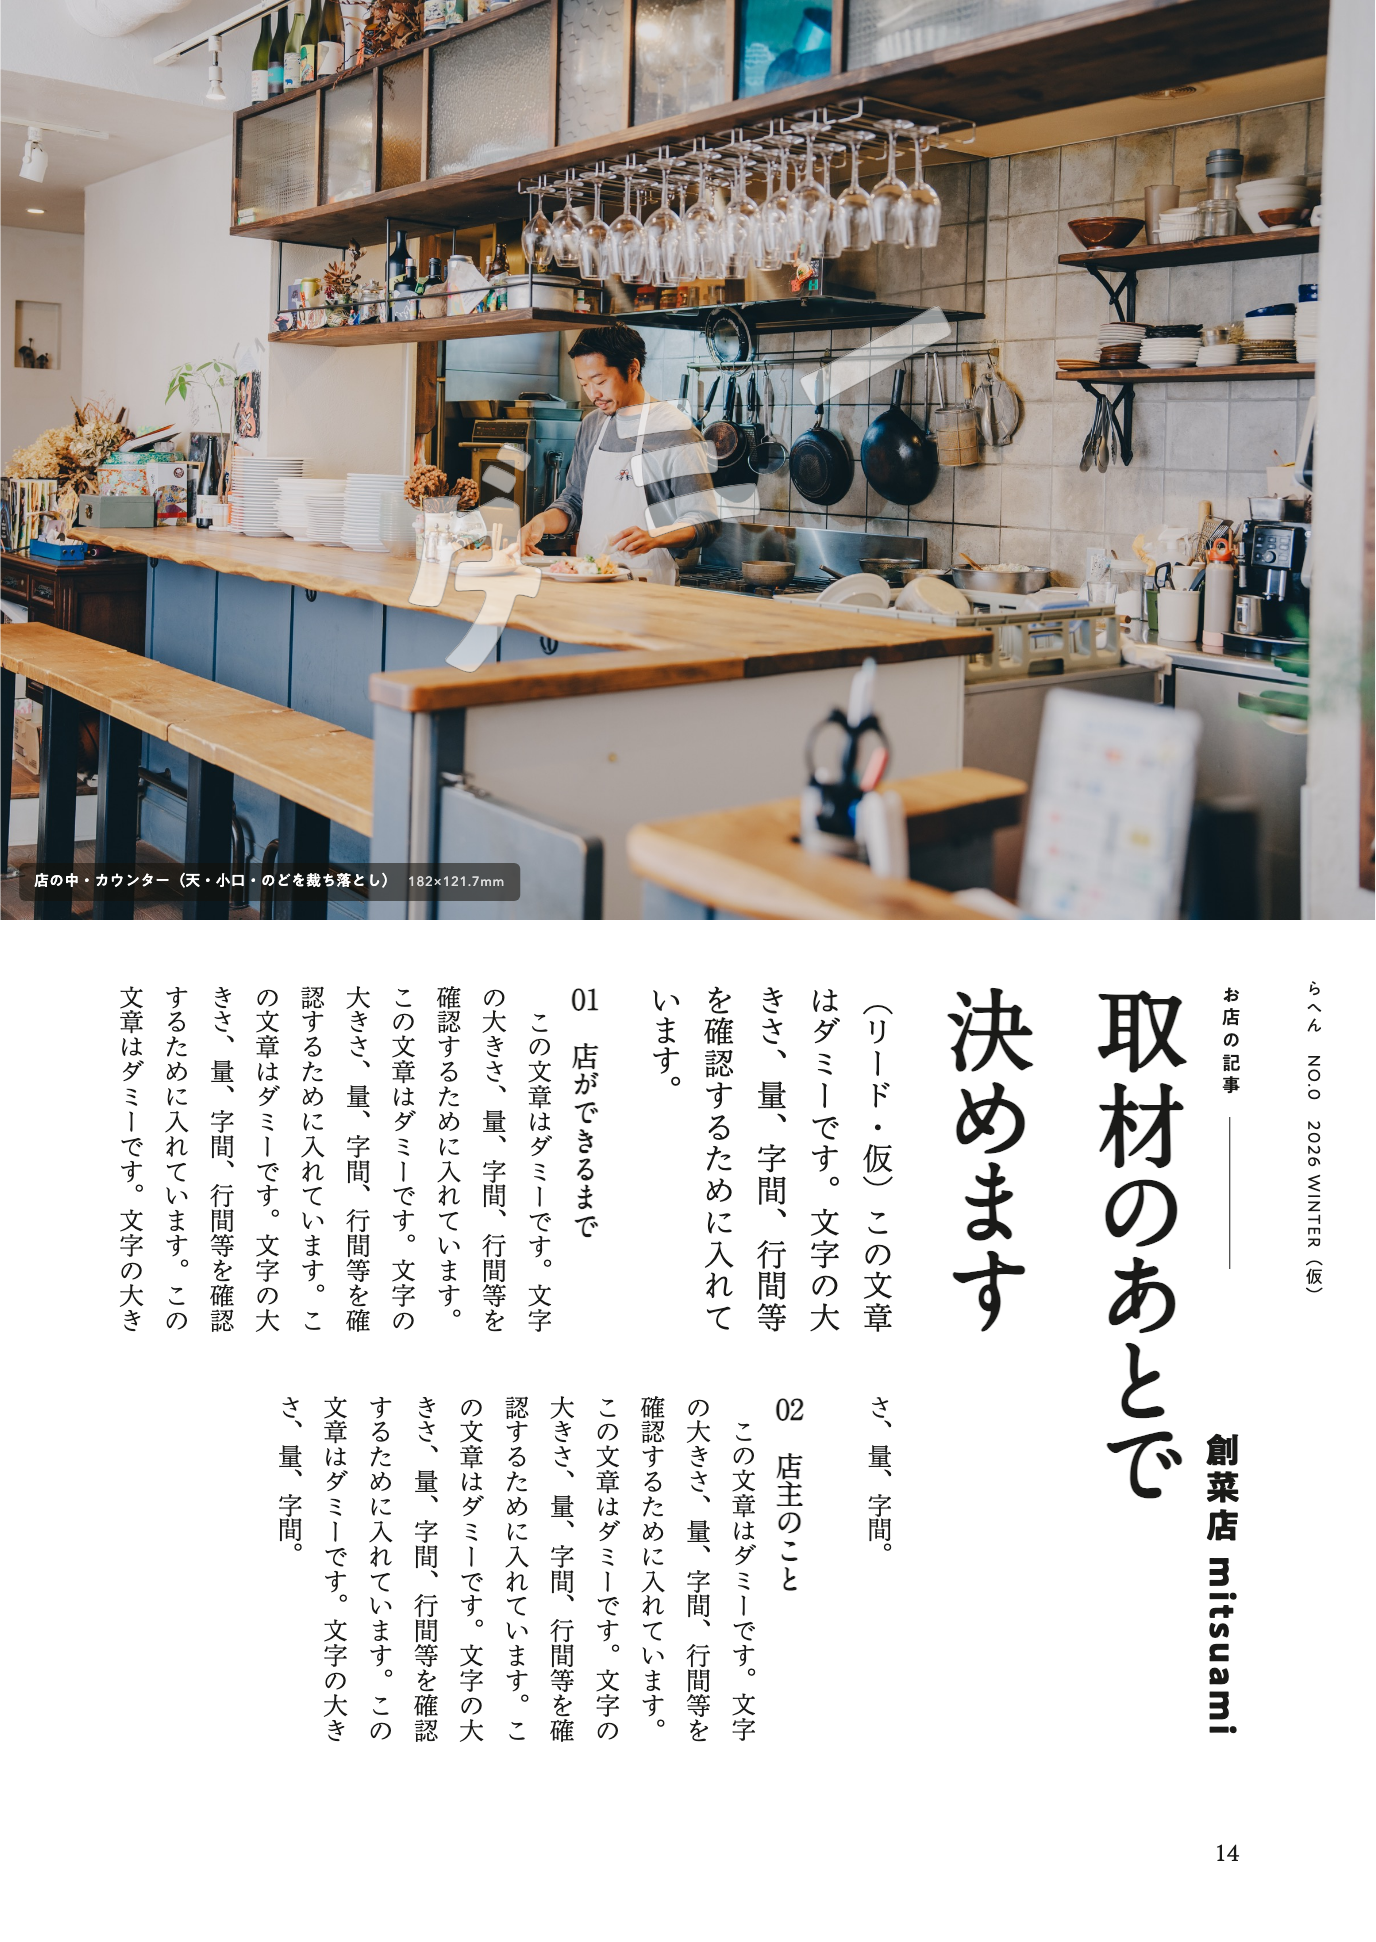 ダミー
店の中・カウンター（天・小口・のどを裁ち落とし） 182×121.7mm
らへん NO.0 2026 WINTER（仮）
お店の記事
創菜店 mitsuami
取材のあとで
決めます
（リード・仮）この文章
はダミーです。文字の大
きさ、量、字間、行間等
を確認するために入れて
います。
01 店ができるまで
この文章はダミーです。文字
の大きさ、量、字間、行間等を
確認するために入れています。
この文章はダミーです。文字の
大きさ、量、字間、行間等を確
認するために入れています。こ
の文章はダミーです。文字の大
きさ、量、字間、行間等を確認
するために入れています。この
文章はダミーです。文字の大き
さ、量、字間。
02 店主のこと
この文章はダミーです。文字
の大きさ、量、字間、行間等を
確認するために入れています。
この文章はダミーです。文字の
大きさ、量、字間、行間等を確
認するために入れています。こ
の文章はダミーです。文字の大
きさ、量、字間、行間等を確認
するために入れています。この
文章はダミーです。文字の大き
さ、量、字間。
14